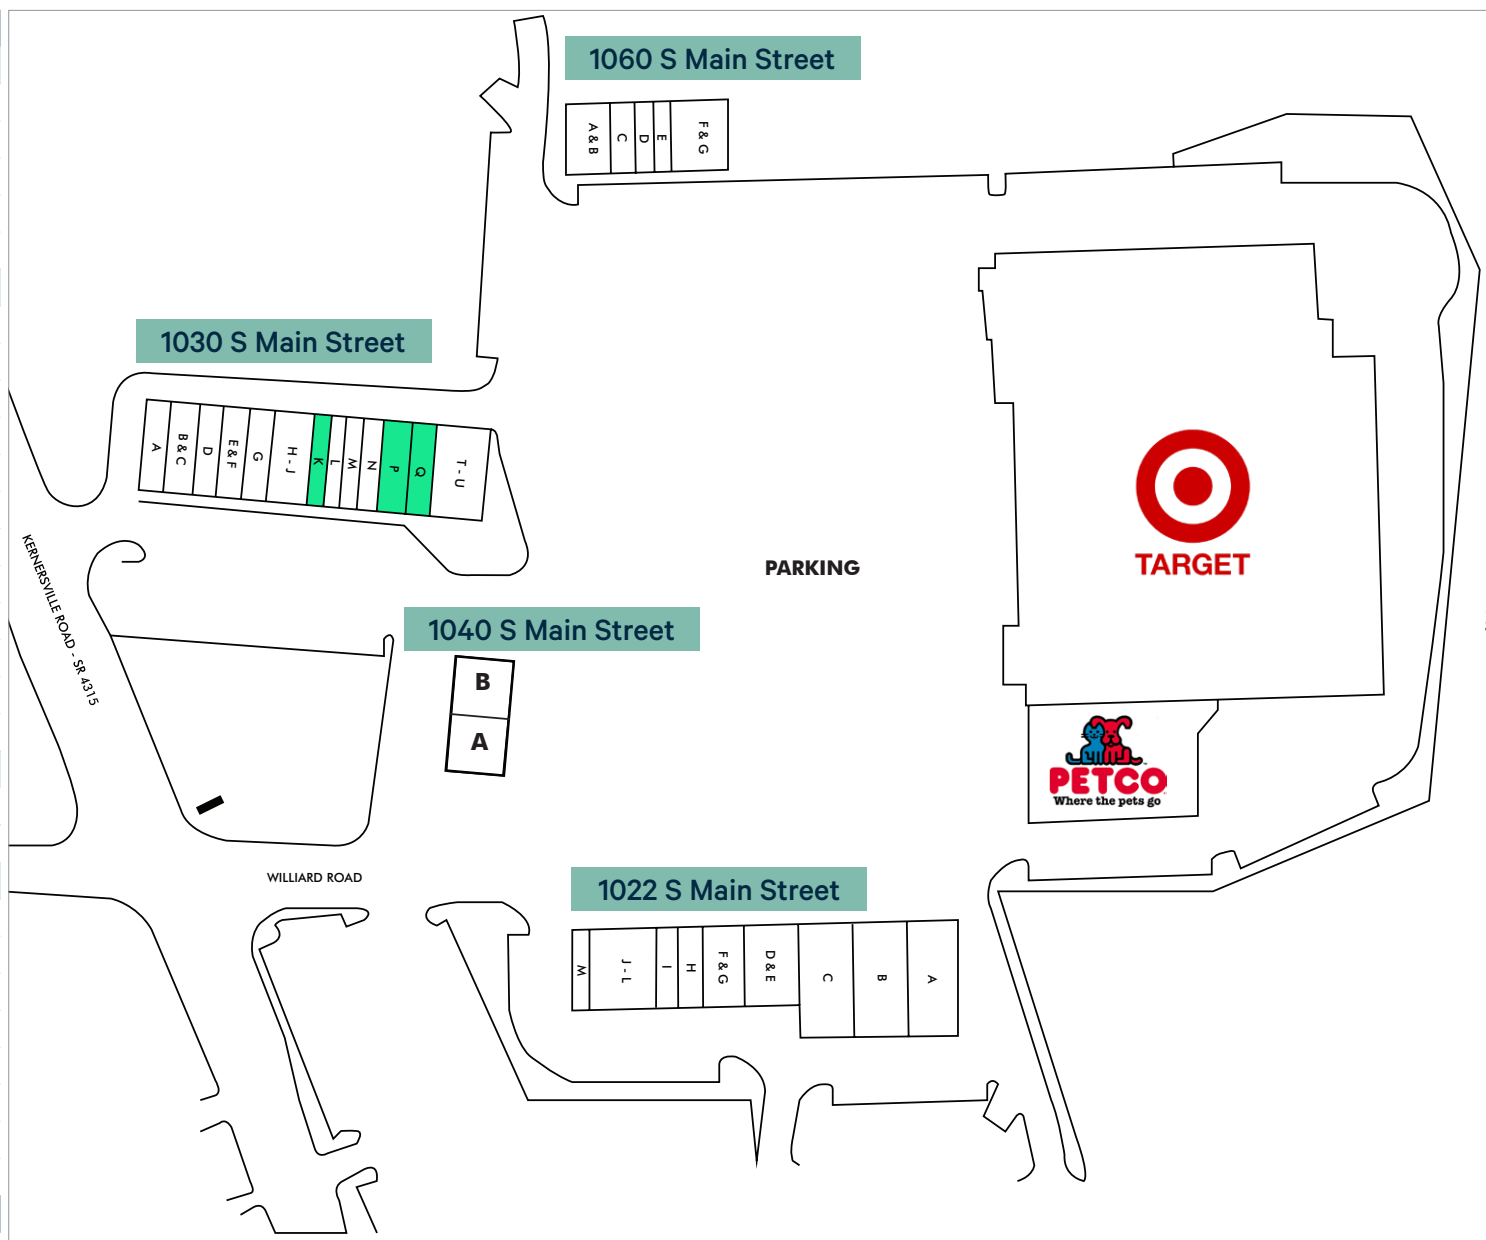 1060 S Main Street
A & B
C
D
E
F & G
1030 S Main Street
A
B & C
D
E & F
G
H - J
K
L
M
N
P
Q
T - U
TARGET
PARKING
KERNERSVILLE ROAD - SR 4315
1040 S Main Street
B
A
PETCO
Where the pets go
WILLIARD ROAD
1022 S Main Street
M
J - L
I
H
F & G
D & E
C
B
A